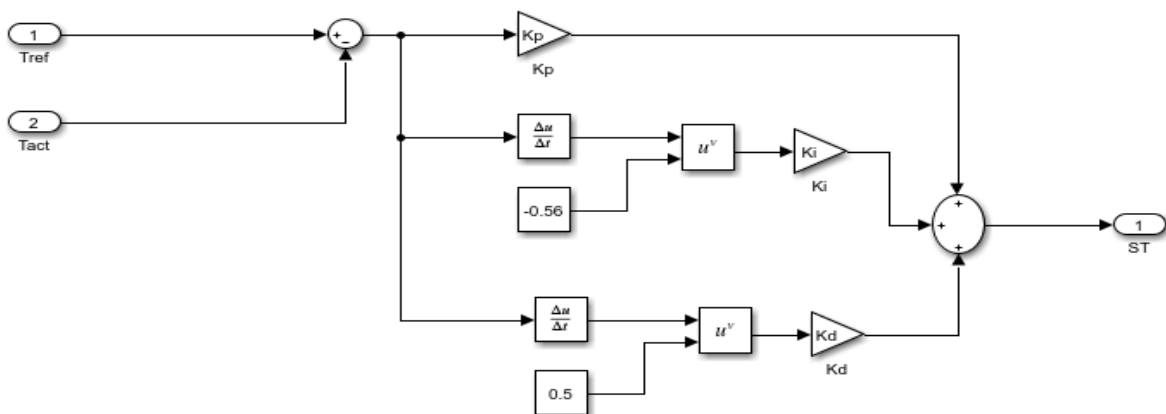 1
Tref
+
−
Kp
Kp
2
Tact
Δu
Δt
u^v
Ki
Ki
-0.56
+
+
+
1
ST
Δu
Δt
u^v
Kd
Kd
0.5